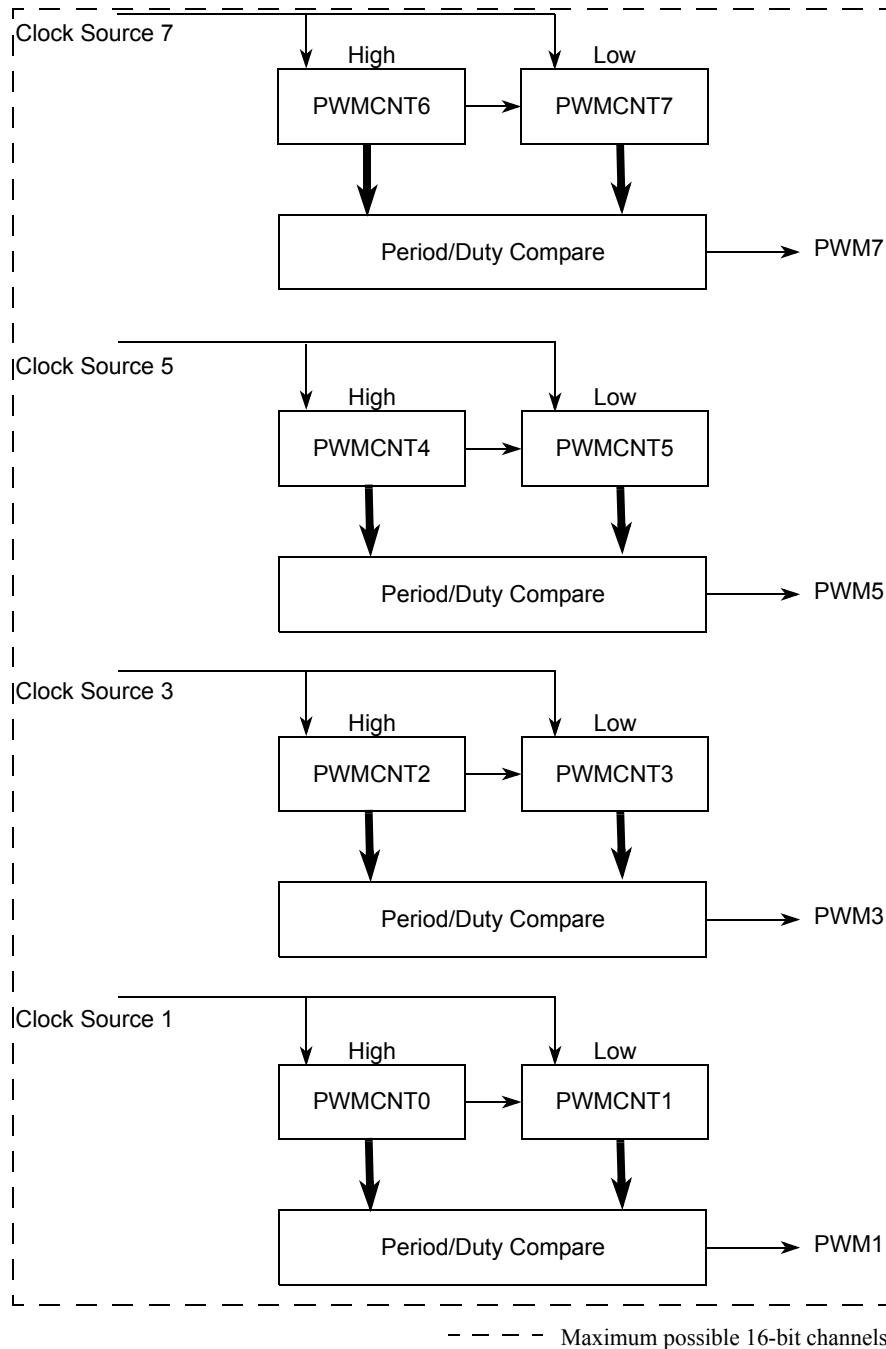 Clock Source 7
High Low
PWMCNT6 PWMCNT7
Period/Duty Compare PWM7
Clock Source 5
High Low
PWMCNT4 PWMCNT5
Period/Duty Compare PWM5
Clock Source 3
High Low
PWMCNT2 PWMCNT3
Period/Duty Compare PWM3
Clock Source 1
High Low
PWMCNT0 PWMCNT1
Period/Duty Compare PWM1
Maximum possible 16-bit channels